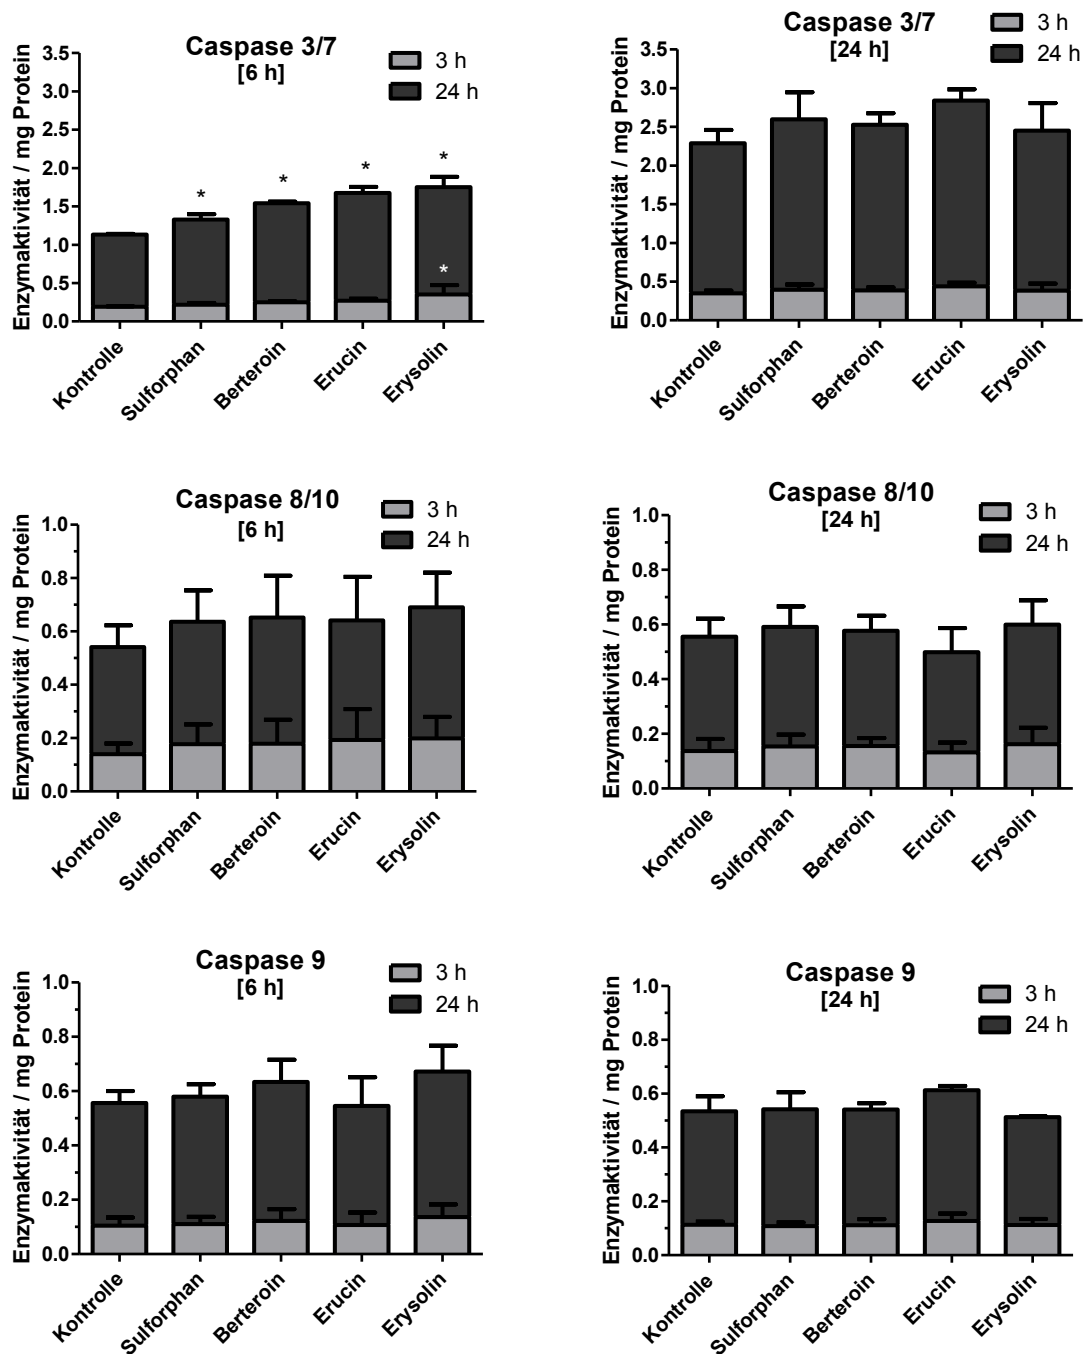 Caspase 3/7
[6 h]
3 h
24 h
Enzymaktivität / mg Protein
3.5
3.0
2.5
2.0
1.5
1.0
0.5
0.0
*
*
*
*
*
Kontrolle
Sulforphan
Berteroin
Erucin
Erysolin
Caspase 3/7
[24 h]
3 h
24 h
Enzymaktivität / mg Protein
3.5
3.0
2.5
2.0
1.5
1.0
0.5
0.0
Kontrolle
Sulforphan
Berteroin
Erucin
Erysolin
Caspase 8/10
[6 h]
3 h
24 h
Enzymaktivität / mg Protein
1.0
0.8
0.6
0.4
0.2
0.0
Kontrolle
Sulforphan
Berteroin
Erucin
Erysolin
Caspase 8/10
[24 h]
3 h
24 h
Enzymaktivität / mg Protein
1.0
0.8
0.6
0.4
0.2
0.0
Kontrolle
Sulforphan
Berteroin
Erucin
Erysolin
Caspase 9
[6 h]
3 h
24 h
Enzymaktivität / mg Protein
1.0
0.8
0.6
0.4
0.2
0.0
Kontrolle
Sulforphan
Berteroin
Erucin
Erysolin
Caspase 9
[24 h]
3 h
24 h
Enzymaktivität / mg Protein
1.0
0.8
0.6
0.4
0.2
0.0
Kontrolle
Sulforphan
Berteroin
Erucin
Erysolin